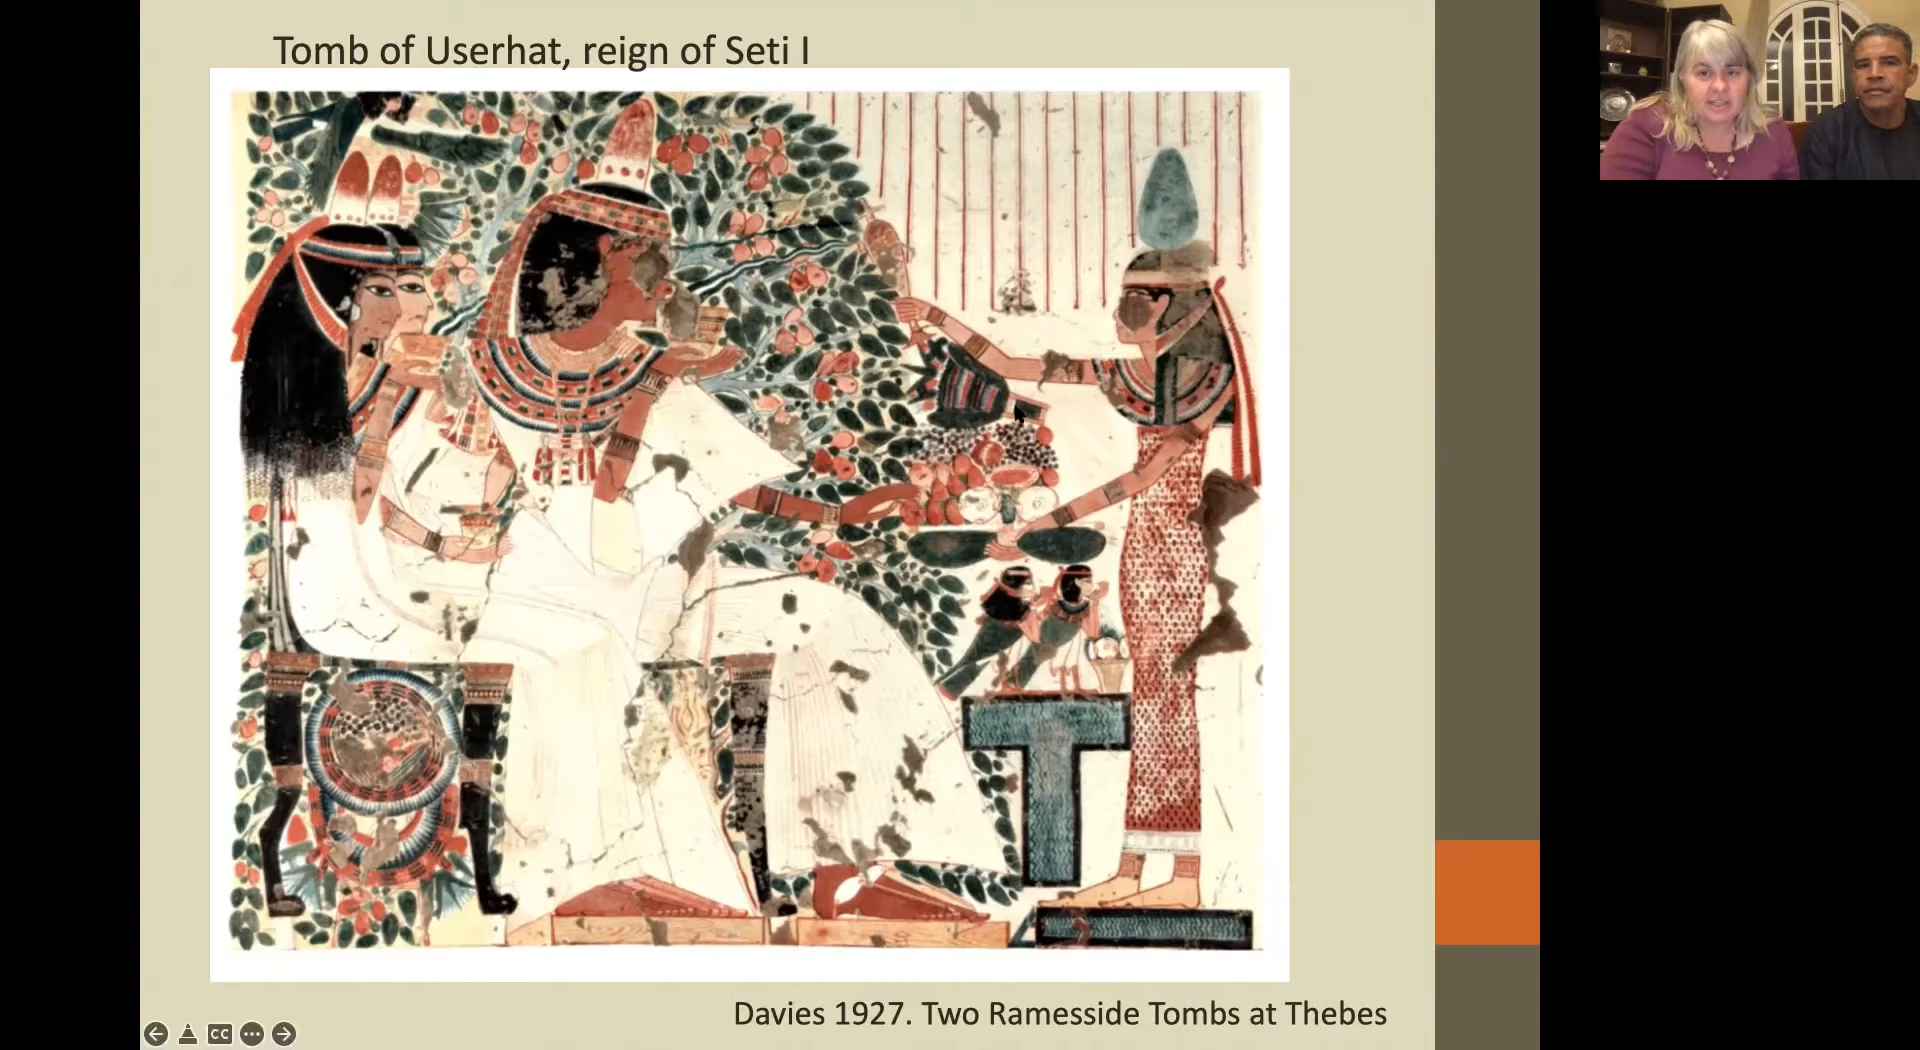 Tomb of Userhat, reign of Seti I
Davies 1927. Two Ramesside Tombs at Thebes
CC